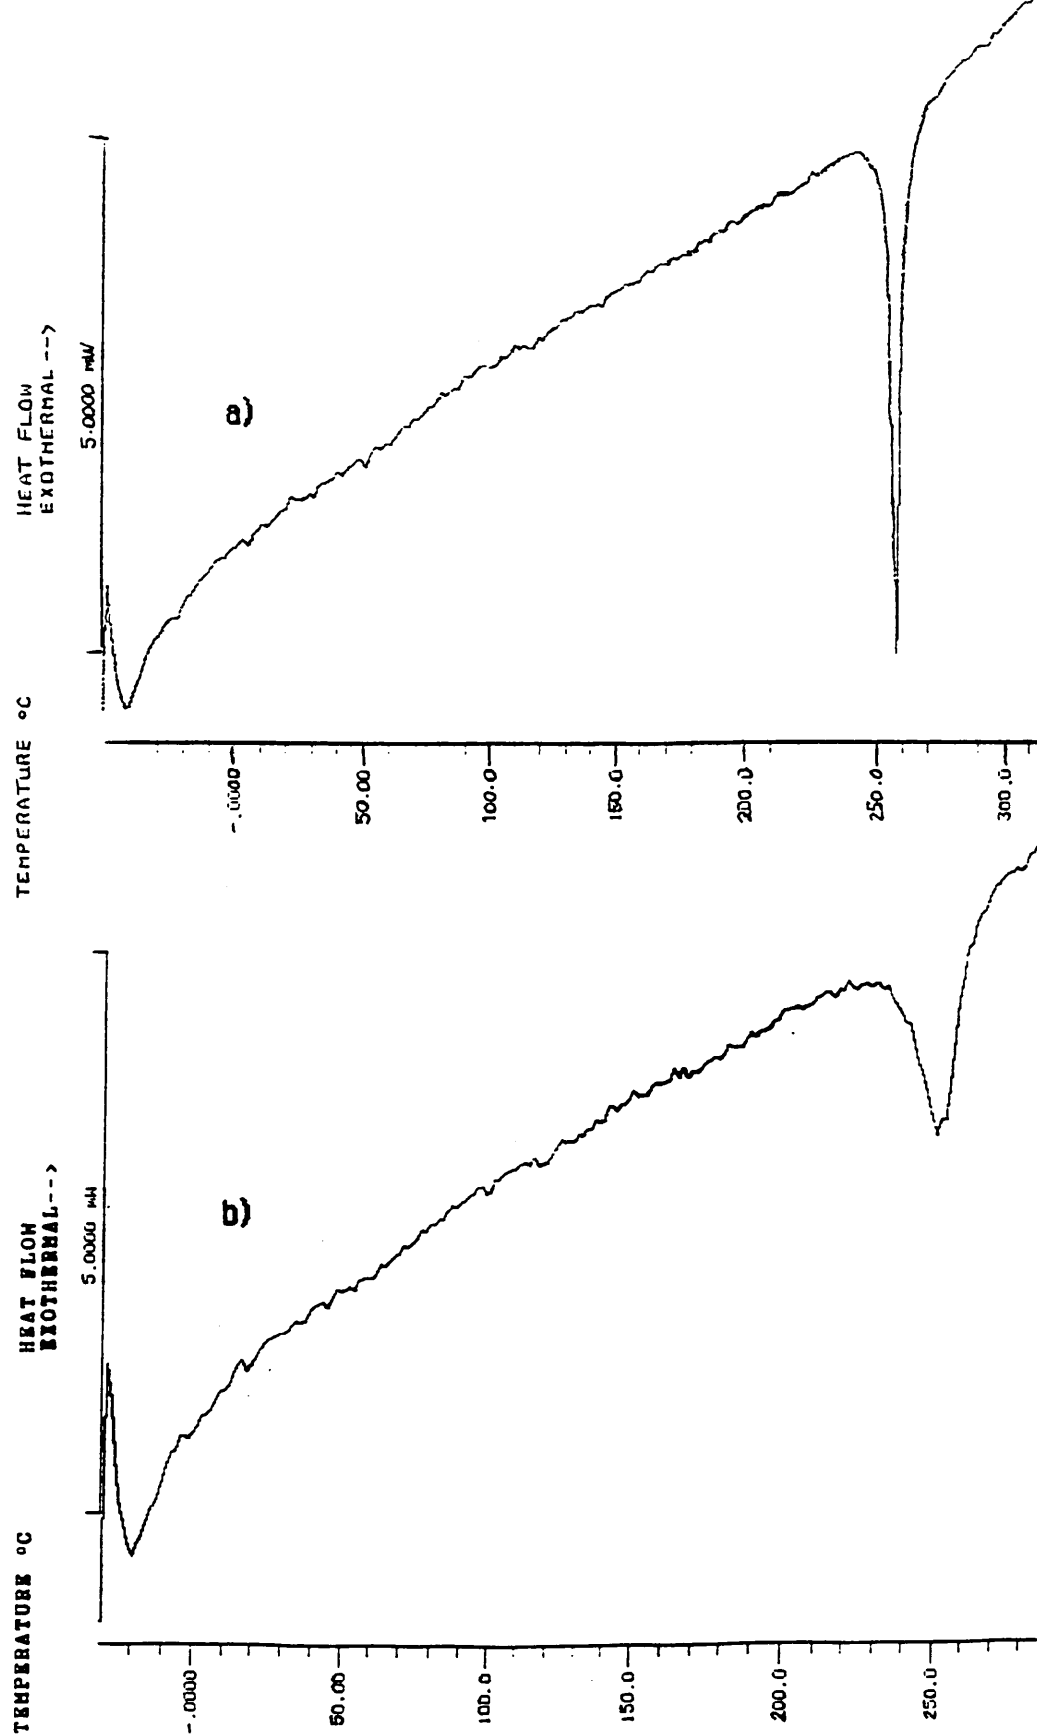 HEAT FLOW
EXOTHERMAL -->
5.0000 mW
a)
TEMPERATURE °C
-.0000
50.00
100.0
150.0
200.0
250.0
300.0
HEAT FLOW
EXOTHERMAL-->
5.0000 mW
b)
TEMPERATURE °C
-.0000
50.00
100.0
150.0
200.0
250.0